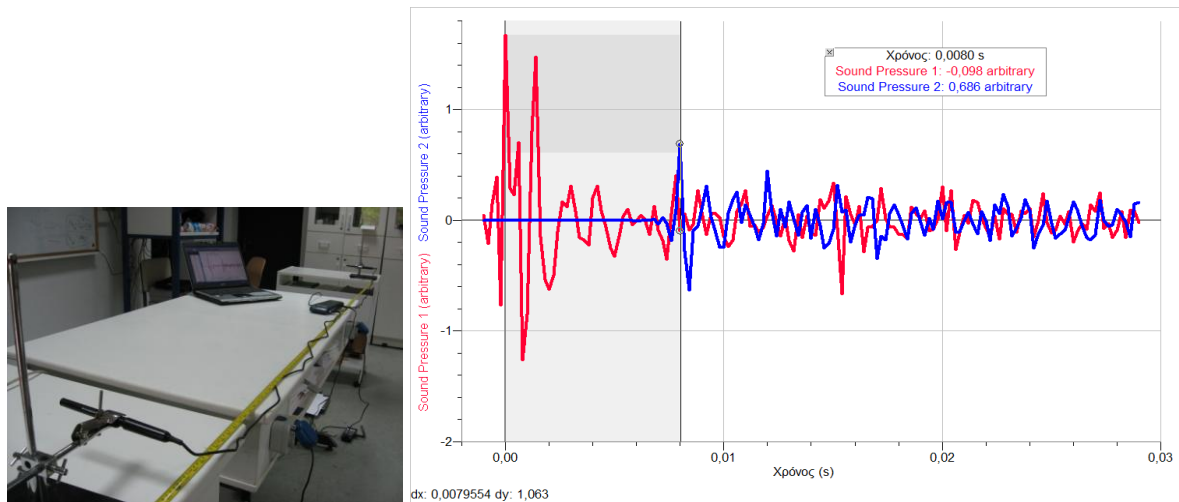 Sound Pressure 1 (arbitrary) Sound Pressure 2 (arbitrary)
1
0
-1
-2
Χρόνος: 0,0080 s
Sound Pressure 1: -0,098 arbitrary
Sound Pressure 2: 0,686 arbitrary
0,00 0,01 0,02 0,03
Χρόνος (s)
dx: 0,0079554 dy: 1,063